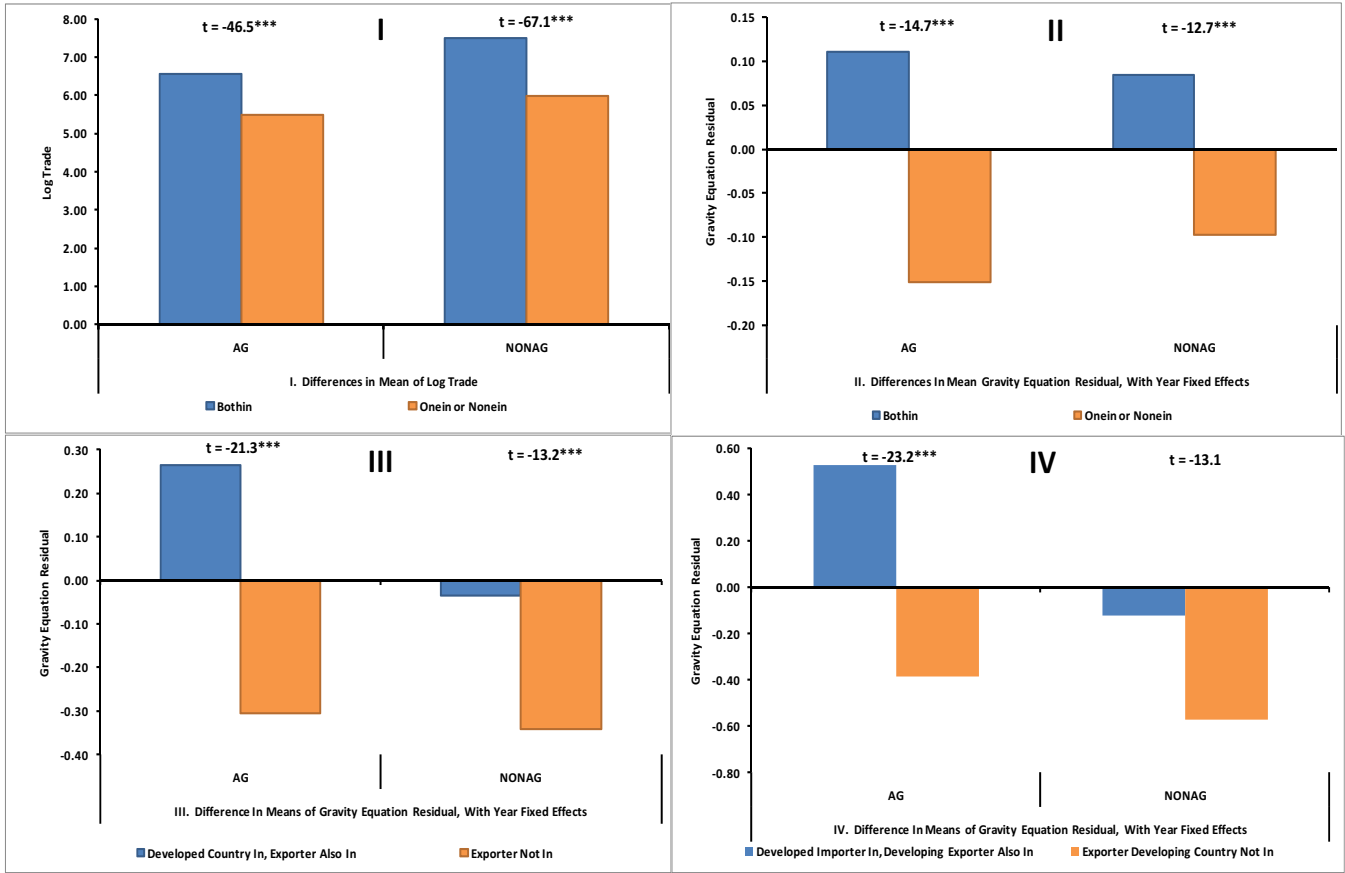 t = -46.5***
I
t = -67.1***
8.00
7.00
6.00
5.00
4.00
3.00
2.00
1.00
0.00
Log Trade
AG
NONAG
I. Differences in Mean of Log Trade
Bothin
Onein or Nonein
t = -14.7***
II
t = -12.7***
0.15
0.10
0.05
0.00
-0.05
-0.10
-0.15
-0.20
Gravity Equation Residual
AG
NONAG
II. Differences In Mean Gravity Equation Residual, With Year Fixed Effects
Bothin
Onein or Nonein
t = -21.3***
III
t = -13.2***
0.30
0.20
0.10
0.00
-0.10
-0.20
-0.30
-0.40
Gravity Equation Residual
AG
NONAG
III. Difference In Means of Gravity Equation Residual, With Year Fixed Effects
Developed Country In, Exporter Also In
Exporter Not In
t = -23.2***
IV
t = -13.1
0.60
0.40
0.20
0.00
-0.20
-0.40
-0.60
-0.80
Gravity Equation Residual
AG
NONAG
IV. Difference In Means of Gravity Equation Residual, With Year Fixed Effects
Developed Importer In, Developing Exporter Also In
Exporter Developing Country Not In